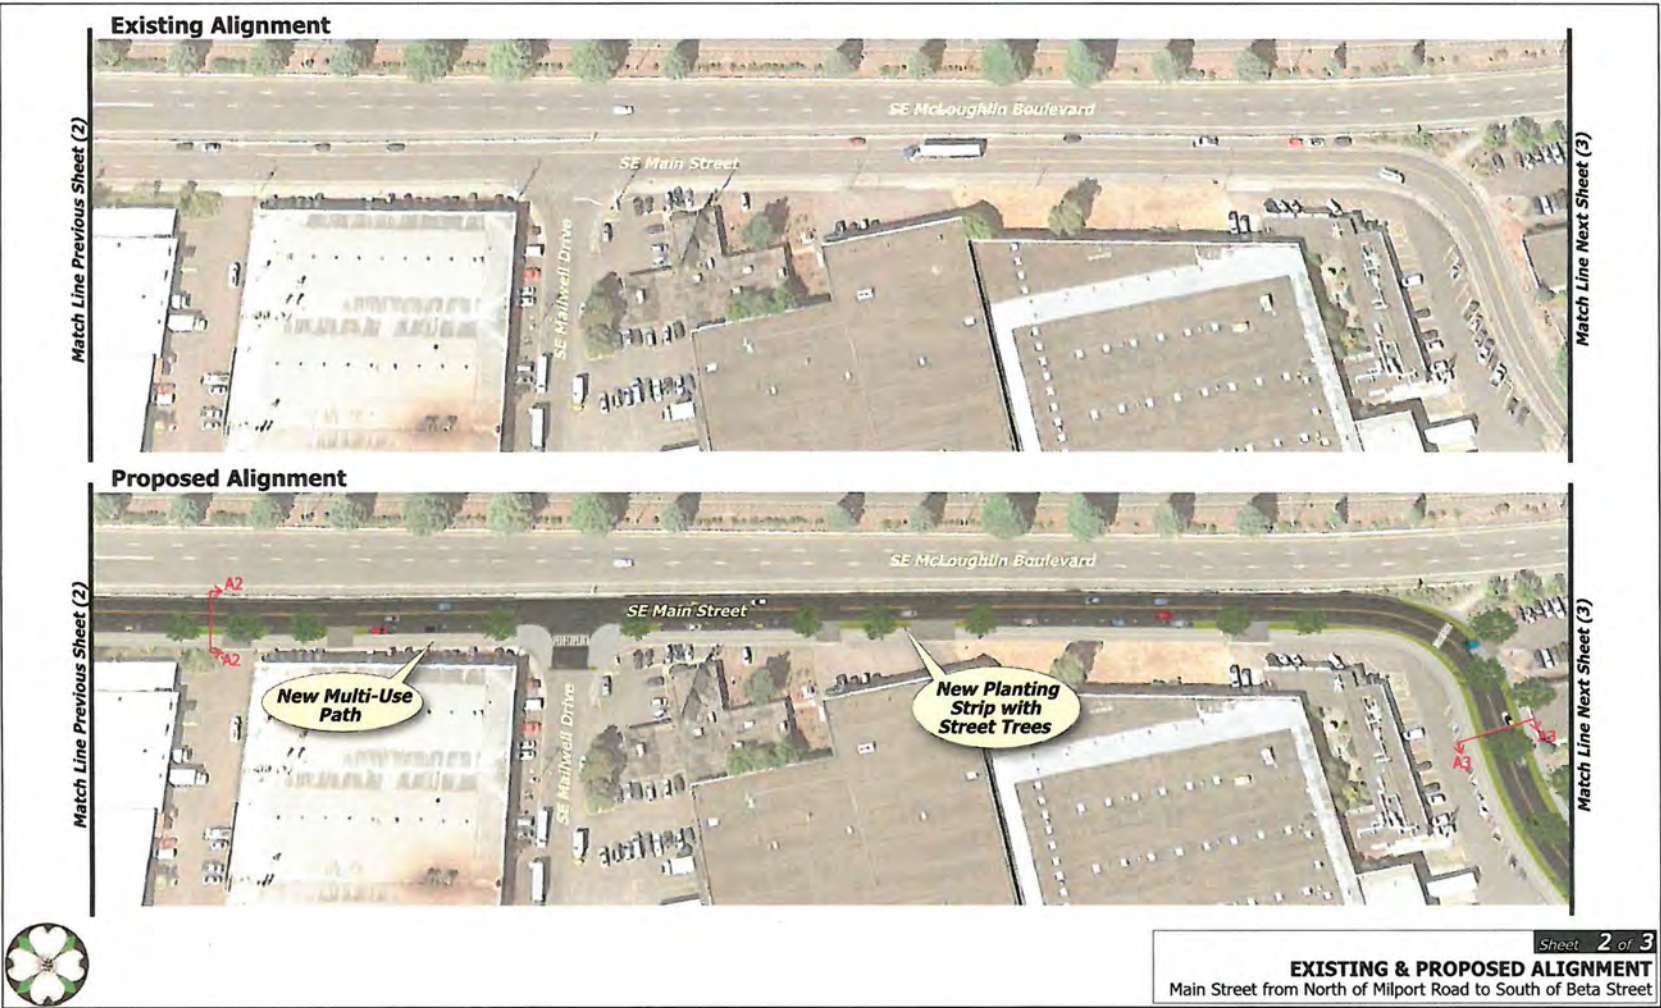 Existing Alignment
SE McLoughlin Boulevard
SE Main Street
SE Mailwell Drive
Match Line Previous Sheet (2)
Match Line Next Sheet (3)
Proposed Alignment
SE McLoughlin Boulevard
A2
SE Main Street
A2
New Multi-Use
Path
New Planting
Strip with
Street Trees
SE Mailwell Drive
A3
A3
Match Line Previous Sheet (2)
Match Line Next Sheet (3)
Sheet 2 of 3
EXISTING & PROPOSED ALIGNMENT
Main Street from North of Milport Road to South of Beta Street